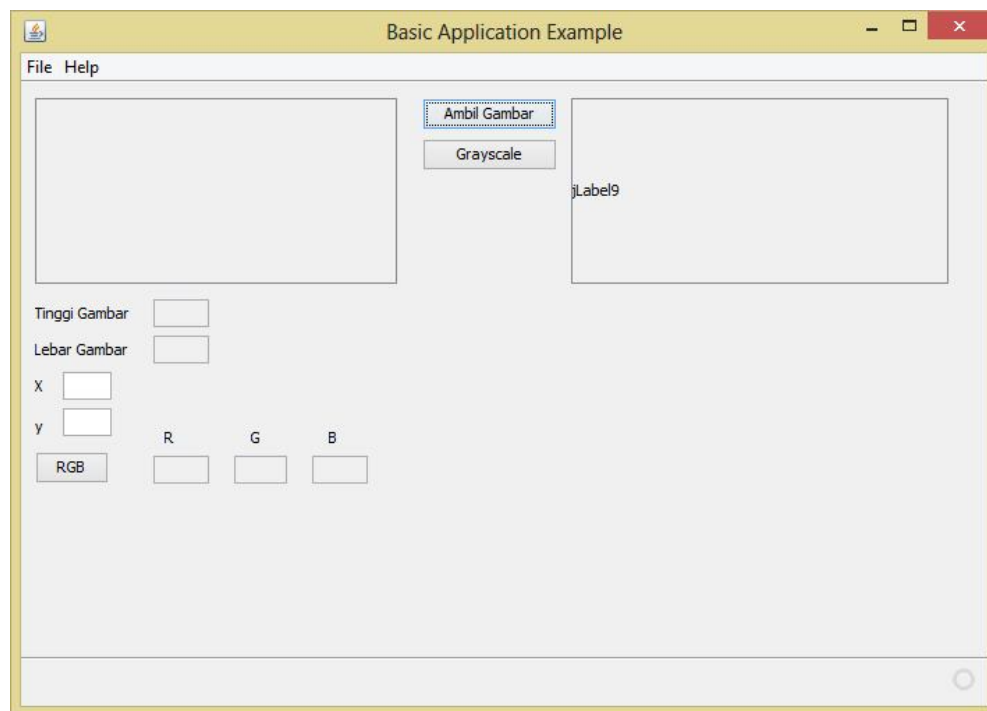 Basic Application Example
File Help
Ambil Gambar
Grayscale
jLabel9
Tinggi Gambar
Lebar Gambar
X
y
R G B
RGB